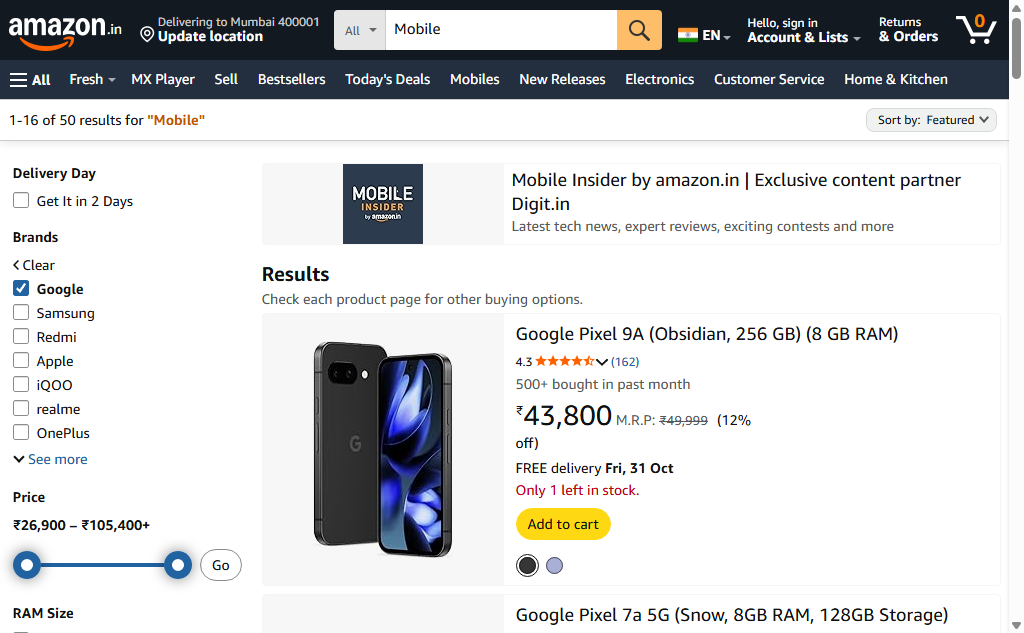 amazon.in
Delivering to Mumbai 400001
Update location
All
Mobile
EN
Hello, sign in
Account & Lists
Returns
& Orders
0
All
Fresh
MX Player
Sell
Bestsellers
Today's Deals
Mobiles
New Releases
Electronics
Customer Service
Home & Kitchen
1-16 of 50 results for "Mobile"
Sort by: Featured
Delivery Day
Get It in 2 Days
Brands
Clear
Google
Samsung
Redmi
Apple
iQOO
realme
OnePlus
See more
Price
₹26,900 – ₹105,400+
Go
RAM Size
MOBILE
INSIDER
by amazon.in
Mobile Insider by amazon.in | Exclusive content partner
Digit.in
Latest tech news, expert reviews, exciting contests and more
Results
Check each product page for other buying options.
G
Google Pixel 9A (Obsidian, 256 GB) (8 GB RAM)
4.3 (162)
500+ bought in past month
₹43,800 M.R.P: ₹49,999 (12%
off)
FREE delivery Fri, 31 Oct
Only 1 left in stock.
Add to cart
Google Pixel 7a 5G (Snow, 8GB RAM, 128GB Storage)